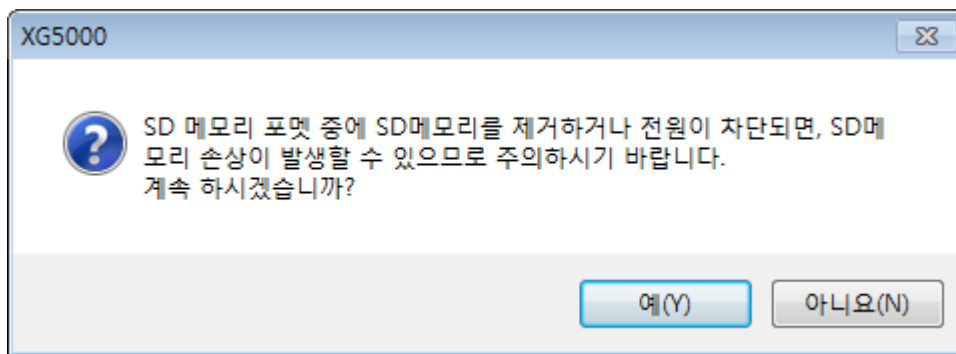 XG5000
SD 메모리 포멧 중에 SD메모리를 제거하거나 전원이 차단되면, SD메
모리 손상이 발생할 수 있으므로 주의하시기 바랍니다.
계속 하시겠습니까?
예(Y)
아니요(N)